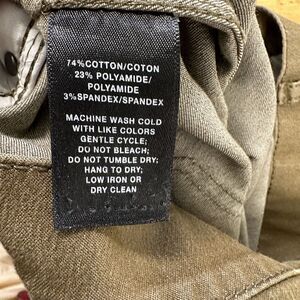 74%COTTON/COTON
23% POLYAMIDE/
POLYAMIDE
3%SPANDEX/SPANDEX
MACHINE WASH COLD
WITH LIKE COLORS
GENTLE CYCLE;
DO NOT BLEACH;
DO NOT TUMBLE DRY;
HANG TO DRY;
LOW IRON OR
DRY CLEAN